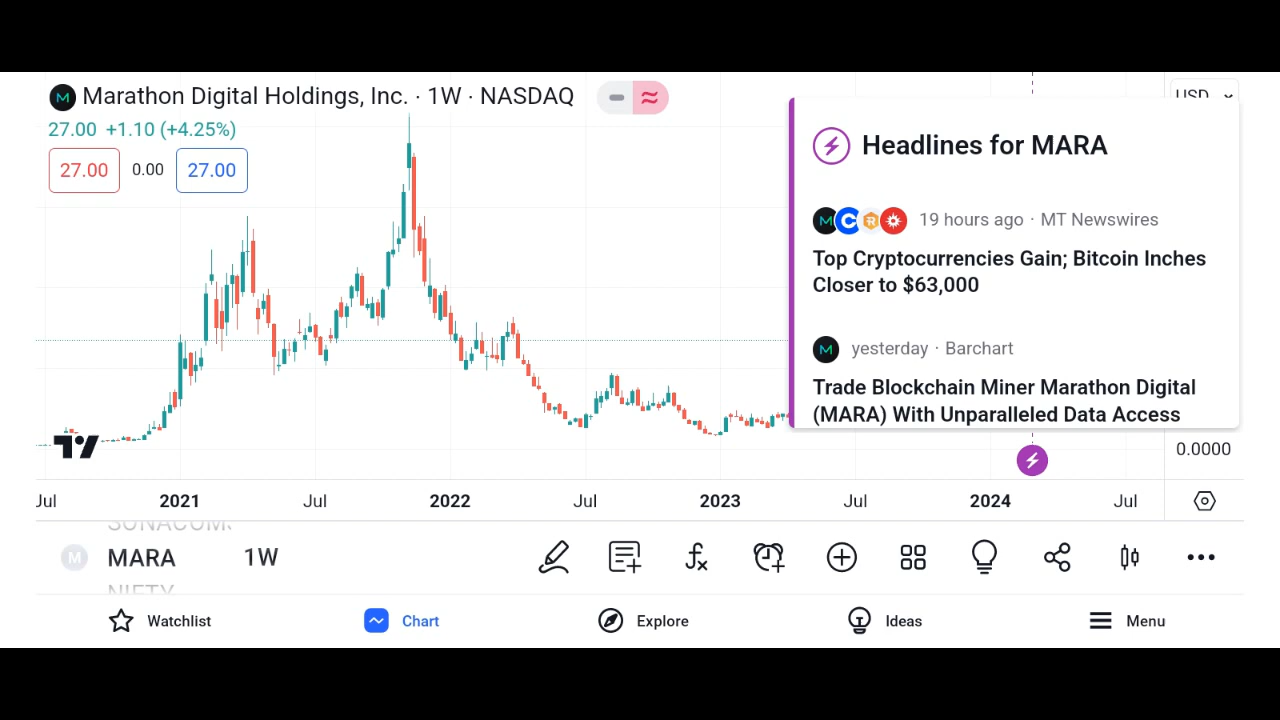 Marathon Digital Holdings, Inc. · 1W · NASDAQ
27.00 +1.10 (+4.25%)
27.00 0.00 27.00
USD
Headlines for MARA
19 hours ago · MT Newswires
Top Cryptocurrencies Gain; Bitcoin Inches
Closer to $63,000
yesterday · Barchart
Trade Blockchain Miner Marathon Digital
(MARA) With Unparalleled Data Access
0.0000
Jul 2021 Jul 2022 Jul 2023 Jul 2024 Jul
M MARA 1W
NIFTY
Watchlist Chart Explore Ideas Menu